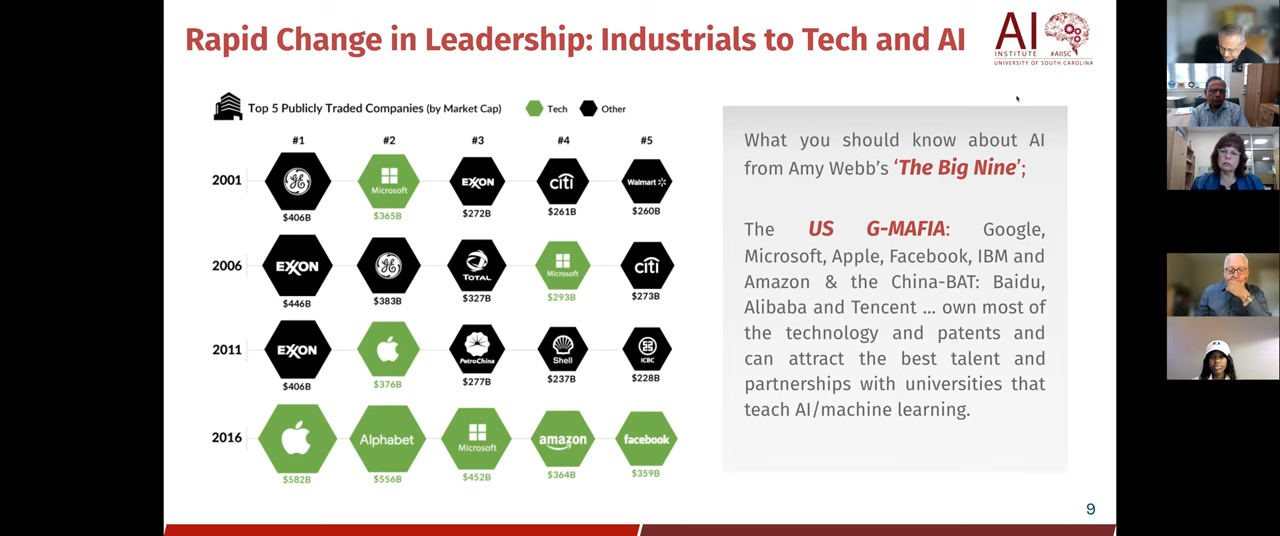 Rapid Change in Leadership: Industrials to Tech and AI
AI
INSTITUTE #AIISC
UNIVERSITY OF SOUTH CAROLINA
Top 5 Publicly Traded Companies (by Market Cap) Tech Other
#1 #2 #3 #4 #5
2001 GE Microsoft EXXON citi Walmart
$406B $365B $272B $261B $260B
2006 EXXON GE TOTAL Microsoft citi
$446B $383B $327B $293B $273B
2011 EXXON PetroChina Shell ICBC
$406B $376B $277B $237B $228B
2016 Alphabet Microsoft amazon facebook
$582B $556B $452B $364B $359B
What you should know about AI
from Amy Webb's ‘The Big Nine’;
The US G-MAFIA: Google,
Microsoft, Apple, Facebook, IBM and
Amazon & the China-BAT: Baidu,
Alibaba and Tencent ... own most of
the technology and patents and
can attract the best talent and
partnerships with universities that
teach AI/machine learning.
9